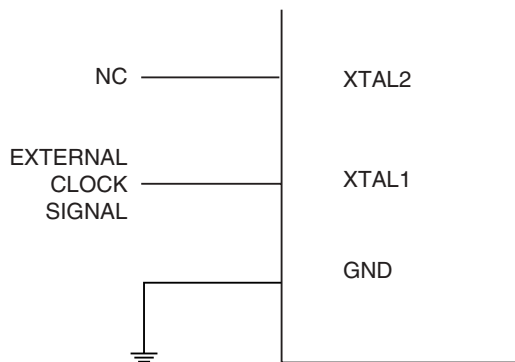 NC
XTAL2
EXTERNAL
CLOCK
SIGNAL
XTAL1
GND